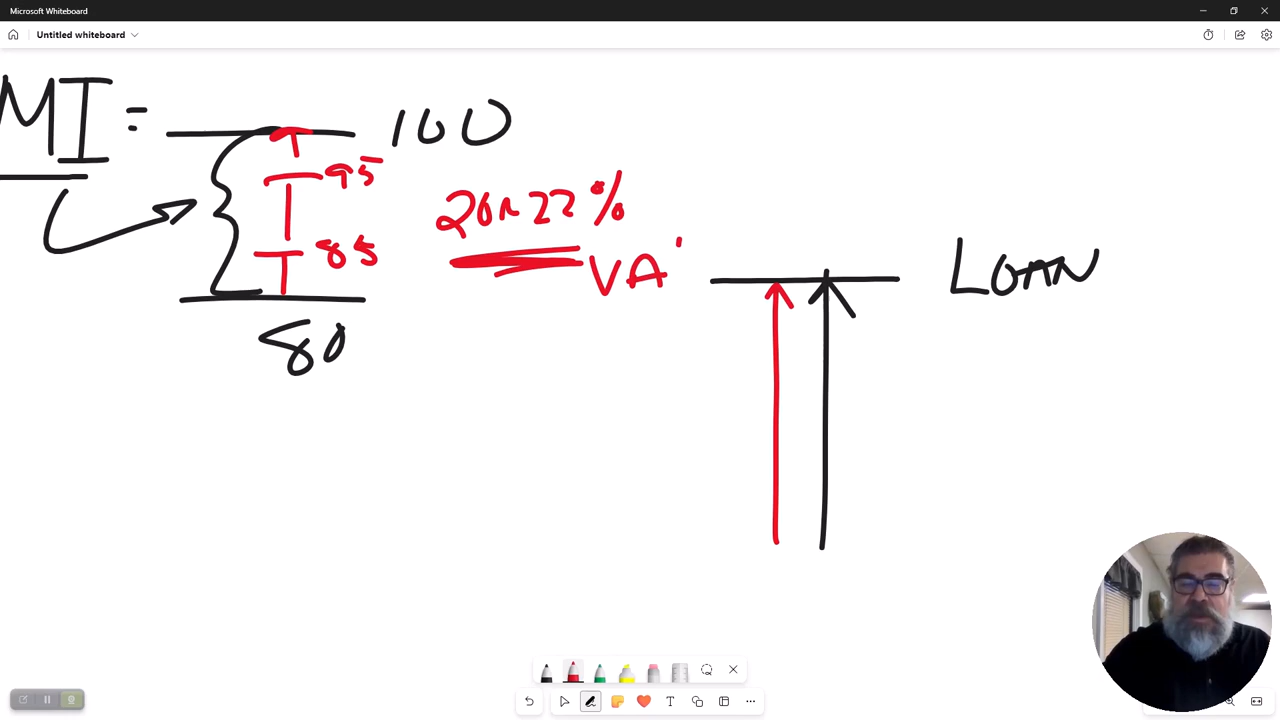 Microsoft Whiteboard
Untitled whiteboard
MI =
100
95
85
80
20 22 %
VA
LOAN
T